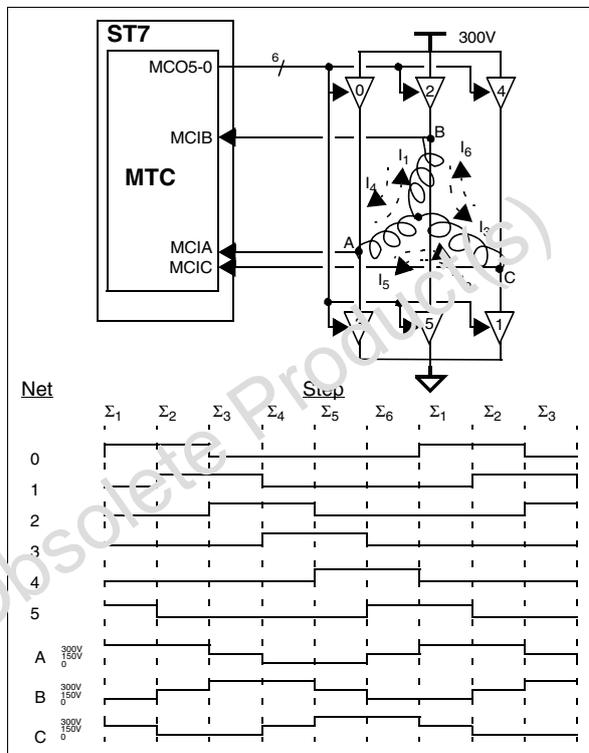 ST7
300V
MCO5-0
6
0
2
4
MCIB
B
I6
I1
MTC
I4
I3
MCIA
A
MCIC
I5
C
5
1
Net
Step
Σ1 Σ2 Σ3 Σ4 Σ5 Σ6 Σ1 Σ2 Σ3
0
1
2
3
4
5
A 300V 150V 0
B 300V 150V 0
C 300V 150V 0
Obsolete Product(s)